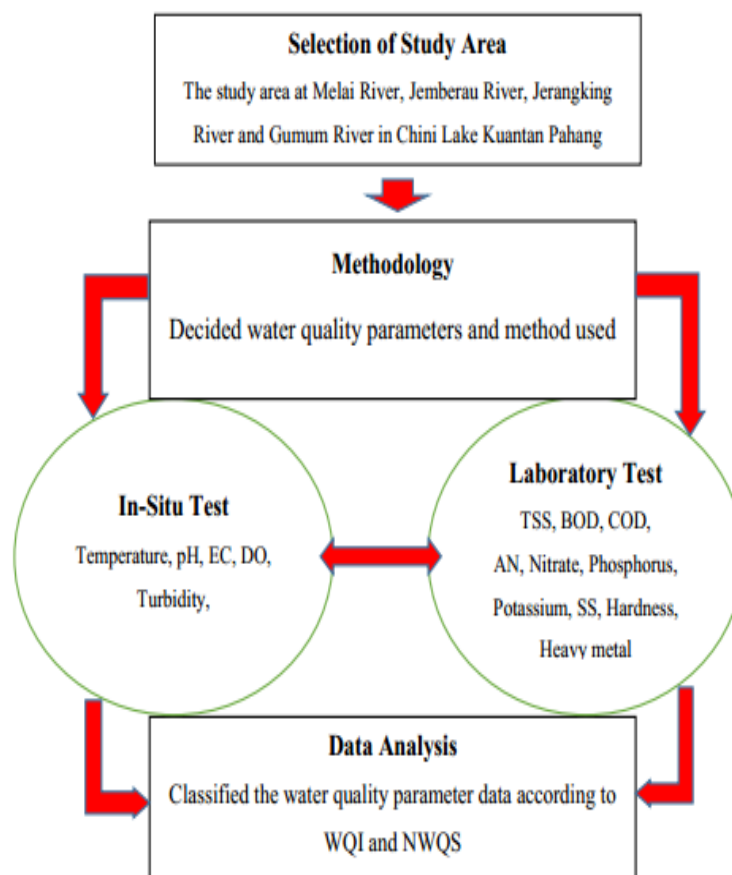 Selection of Study Area
The study area at Melai River, Jemberau River, Jerangking
River and Gumum River in Chini Lake Kuantan Pahang
Methodology
Decided water quality parameters and method used
In-Situ Test
Temperature, pH, EC, DO,
Turbidity,
Laboratory Test
TSS, BOD, COD,
AN, Nitrate, Phosphorus,
Potassium, SS, Hardness,
Heavy metal
Data Analysis
Classified the water quality parameter data according to
WQI and NWQS